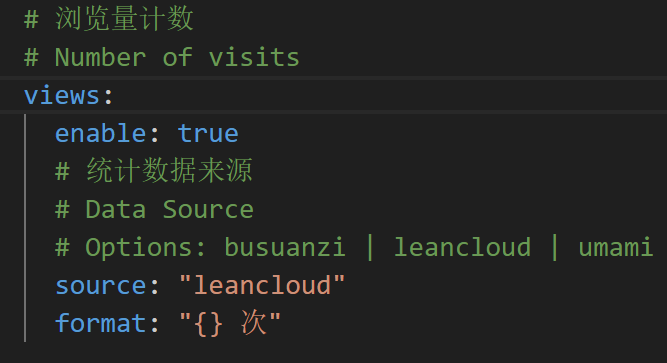 # 浏览量计数
# Number of visits
views:
enable: true
# 统计数据来源
# Data Source
# Options: busuanzi | leancloud | umami
source: "leancloud"
format: "{} 次"